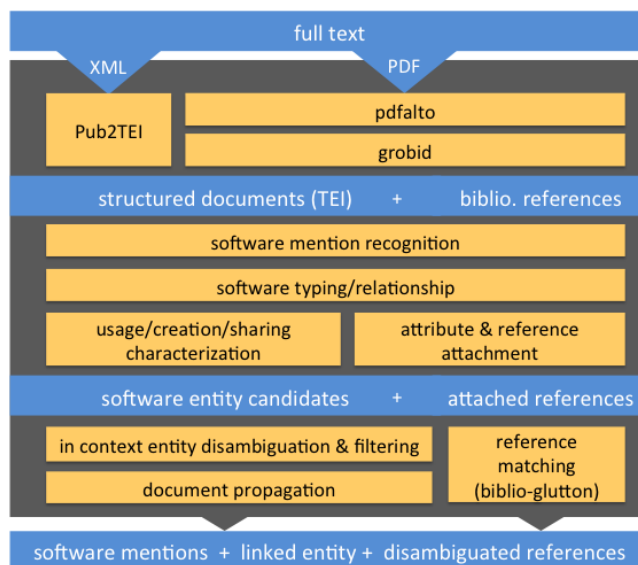 full text
XML
PDF
Pub2TEI
pdfalto
grobid
structured documents (TEI) + biblio. references
software mention recognition
software typing/relationship
usage/creation/sharing
characterization
attribute & reference
attachment
software entity candidates + attached references
in context entity disambiguation & filtering
document propagation
reference
matching
(biblio-glutton)
software mentions + linked entity + disambiguated references